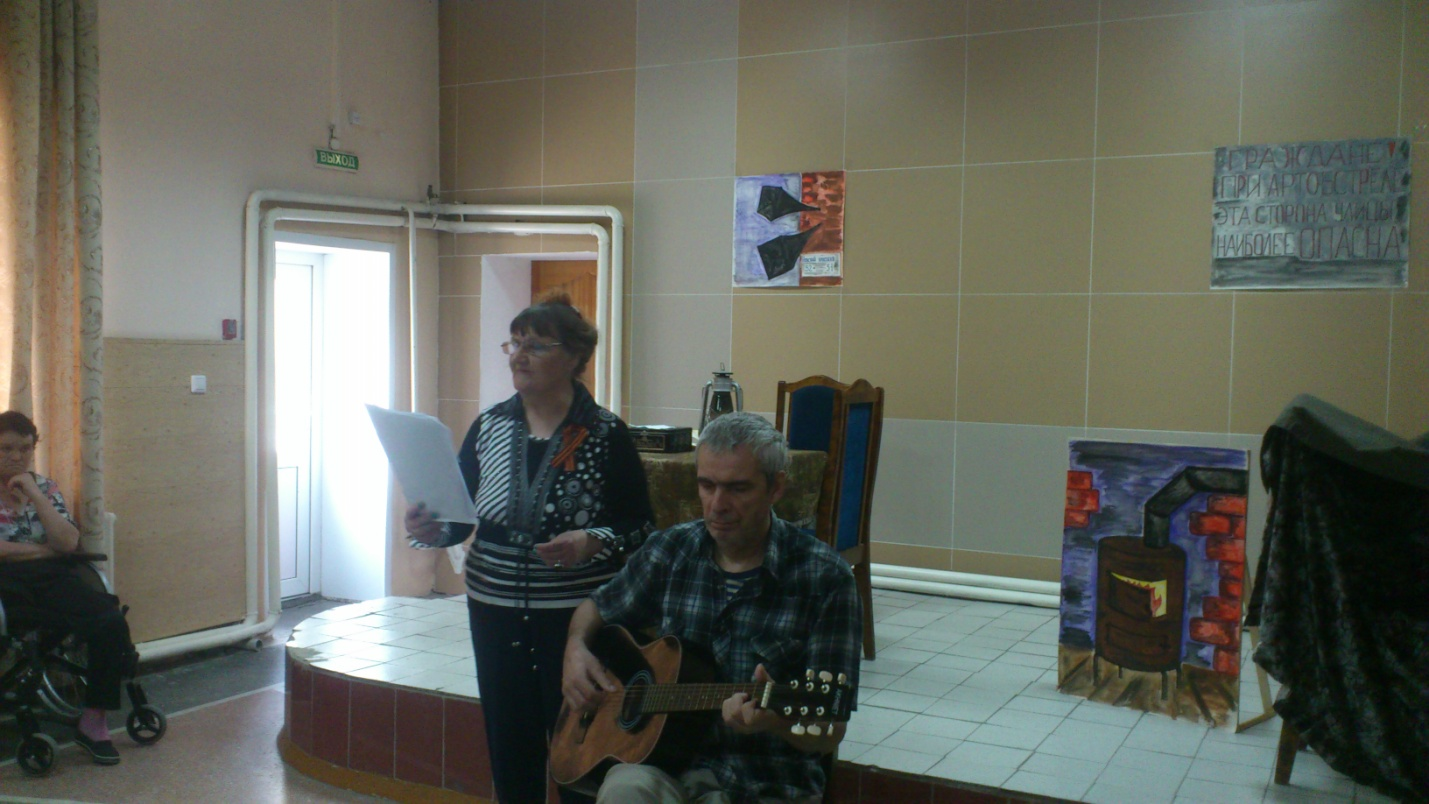 ВЫХОД
ГРАЖДАНЕ!
ПРИ АРТОБСТРЕЛЕ
ЭТА СТОРОНА УЛИЦЫ
НАИБОЛЕЕ ОПАСНА